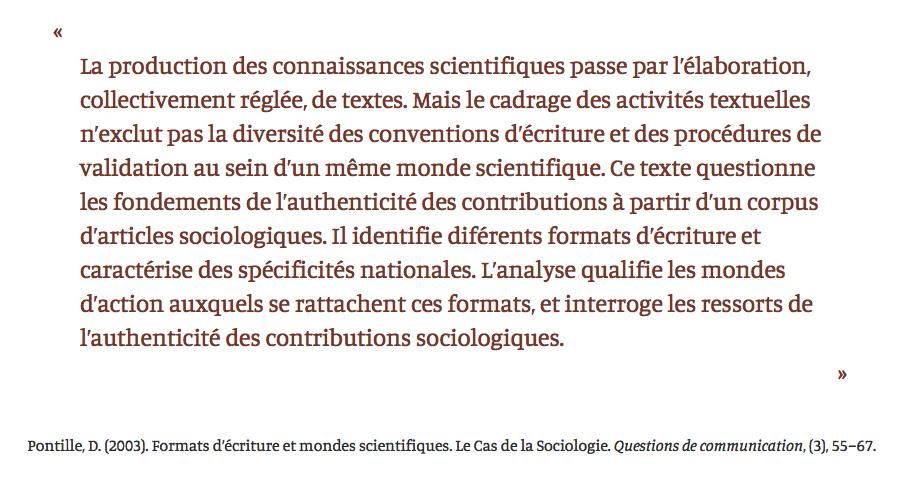 «
La production des connaissances scientifiques passe par l’élaboration,
collectivement réglée, de textes. Mais le cadrage des activités textuelles
n’exclut pas la diversité des conventions d’écriture et des procédures de
validation au sein d’un même monde scientifique. Ce texte questionne
les fondements de l’authenticité des contributions à partir d’un corpus
d’articles sociologiques. Il identifie diférents formats d’écriture et
caractérise des spécificités nationales. L’analyse qualifie les mondes
d’action auxquels se rattachent ces formats, et interroge les ressorts de
l’authenticité des contributions sociologiques.
»
Pontille, D. (2003). Formats d’écriture et mondes scientifiques. Le Cas de la Sociologie. Questions de communication, (3), 55–67.